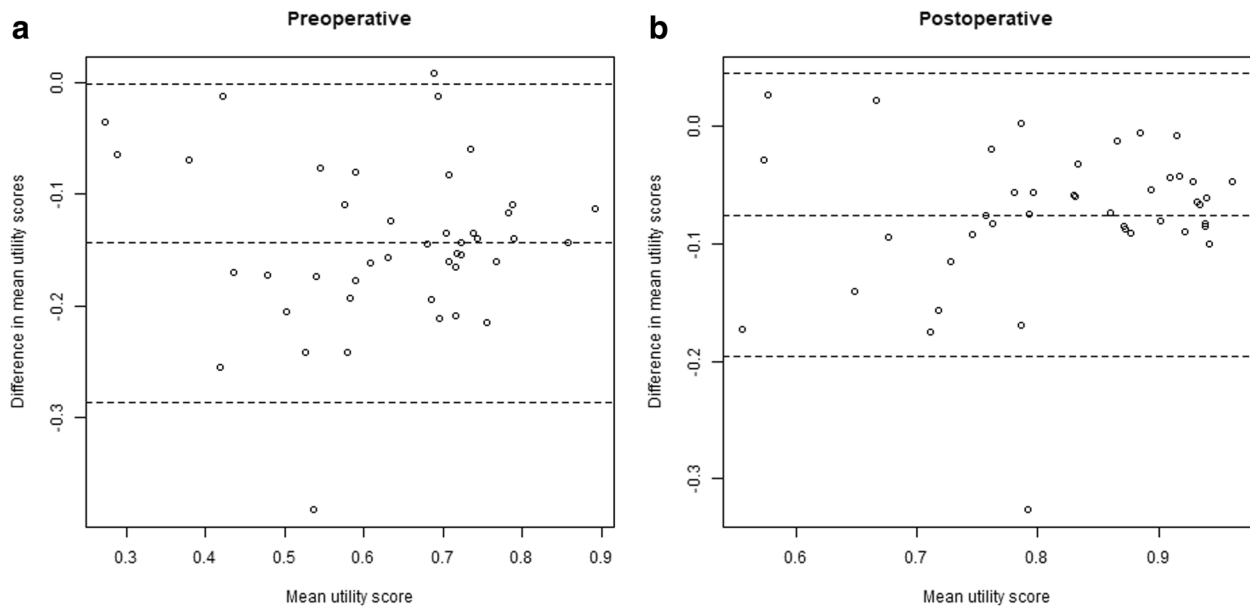 a
Preoperative
Difference in mean utility scores
0.0
-0.1
-0.2
-0.3
0.3 0.4 0.5 0.6 0.7 0.8 0.9
Mean utility score
b
Postoperative
Difference in mean utility scores
0.0
-0.1
-0.2
-0.3
0.6 0.7 0.8 0.9
Mean utility score